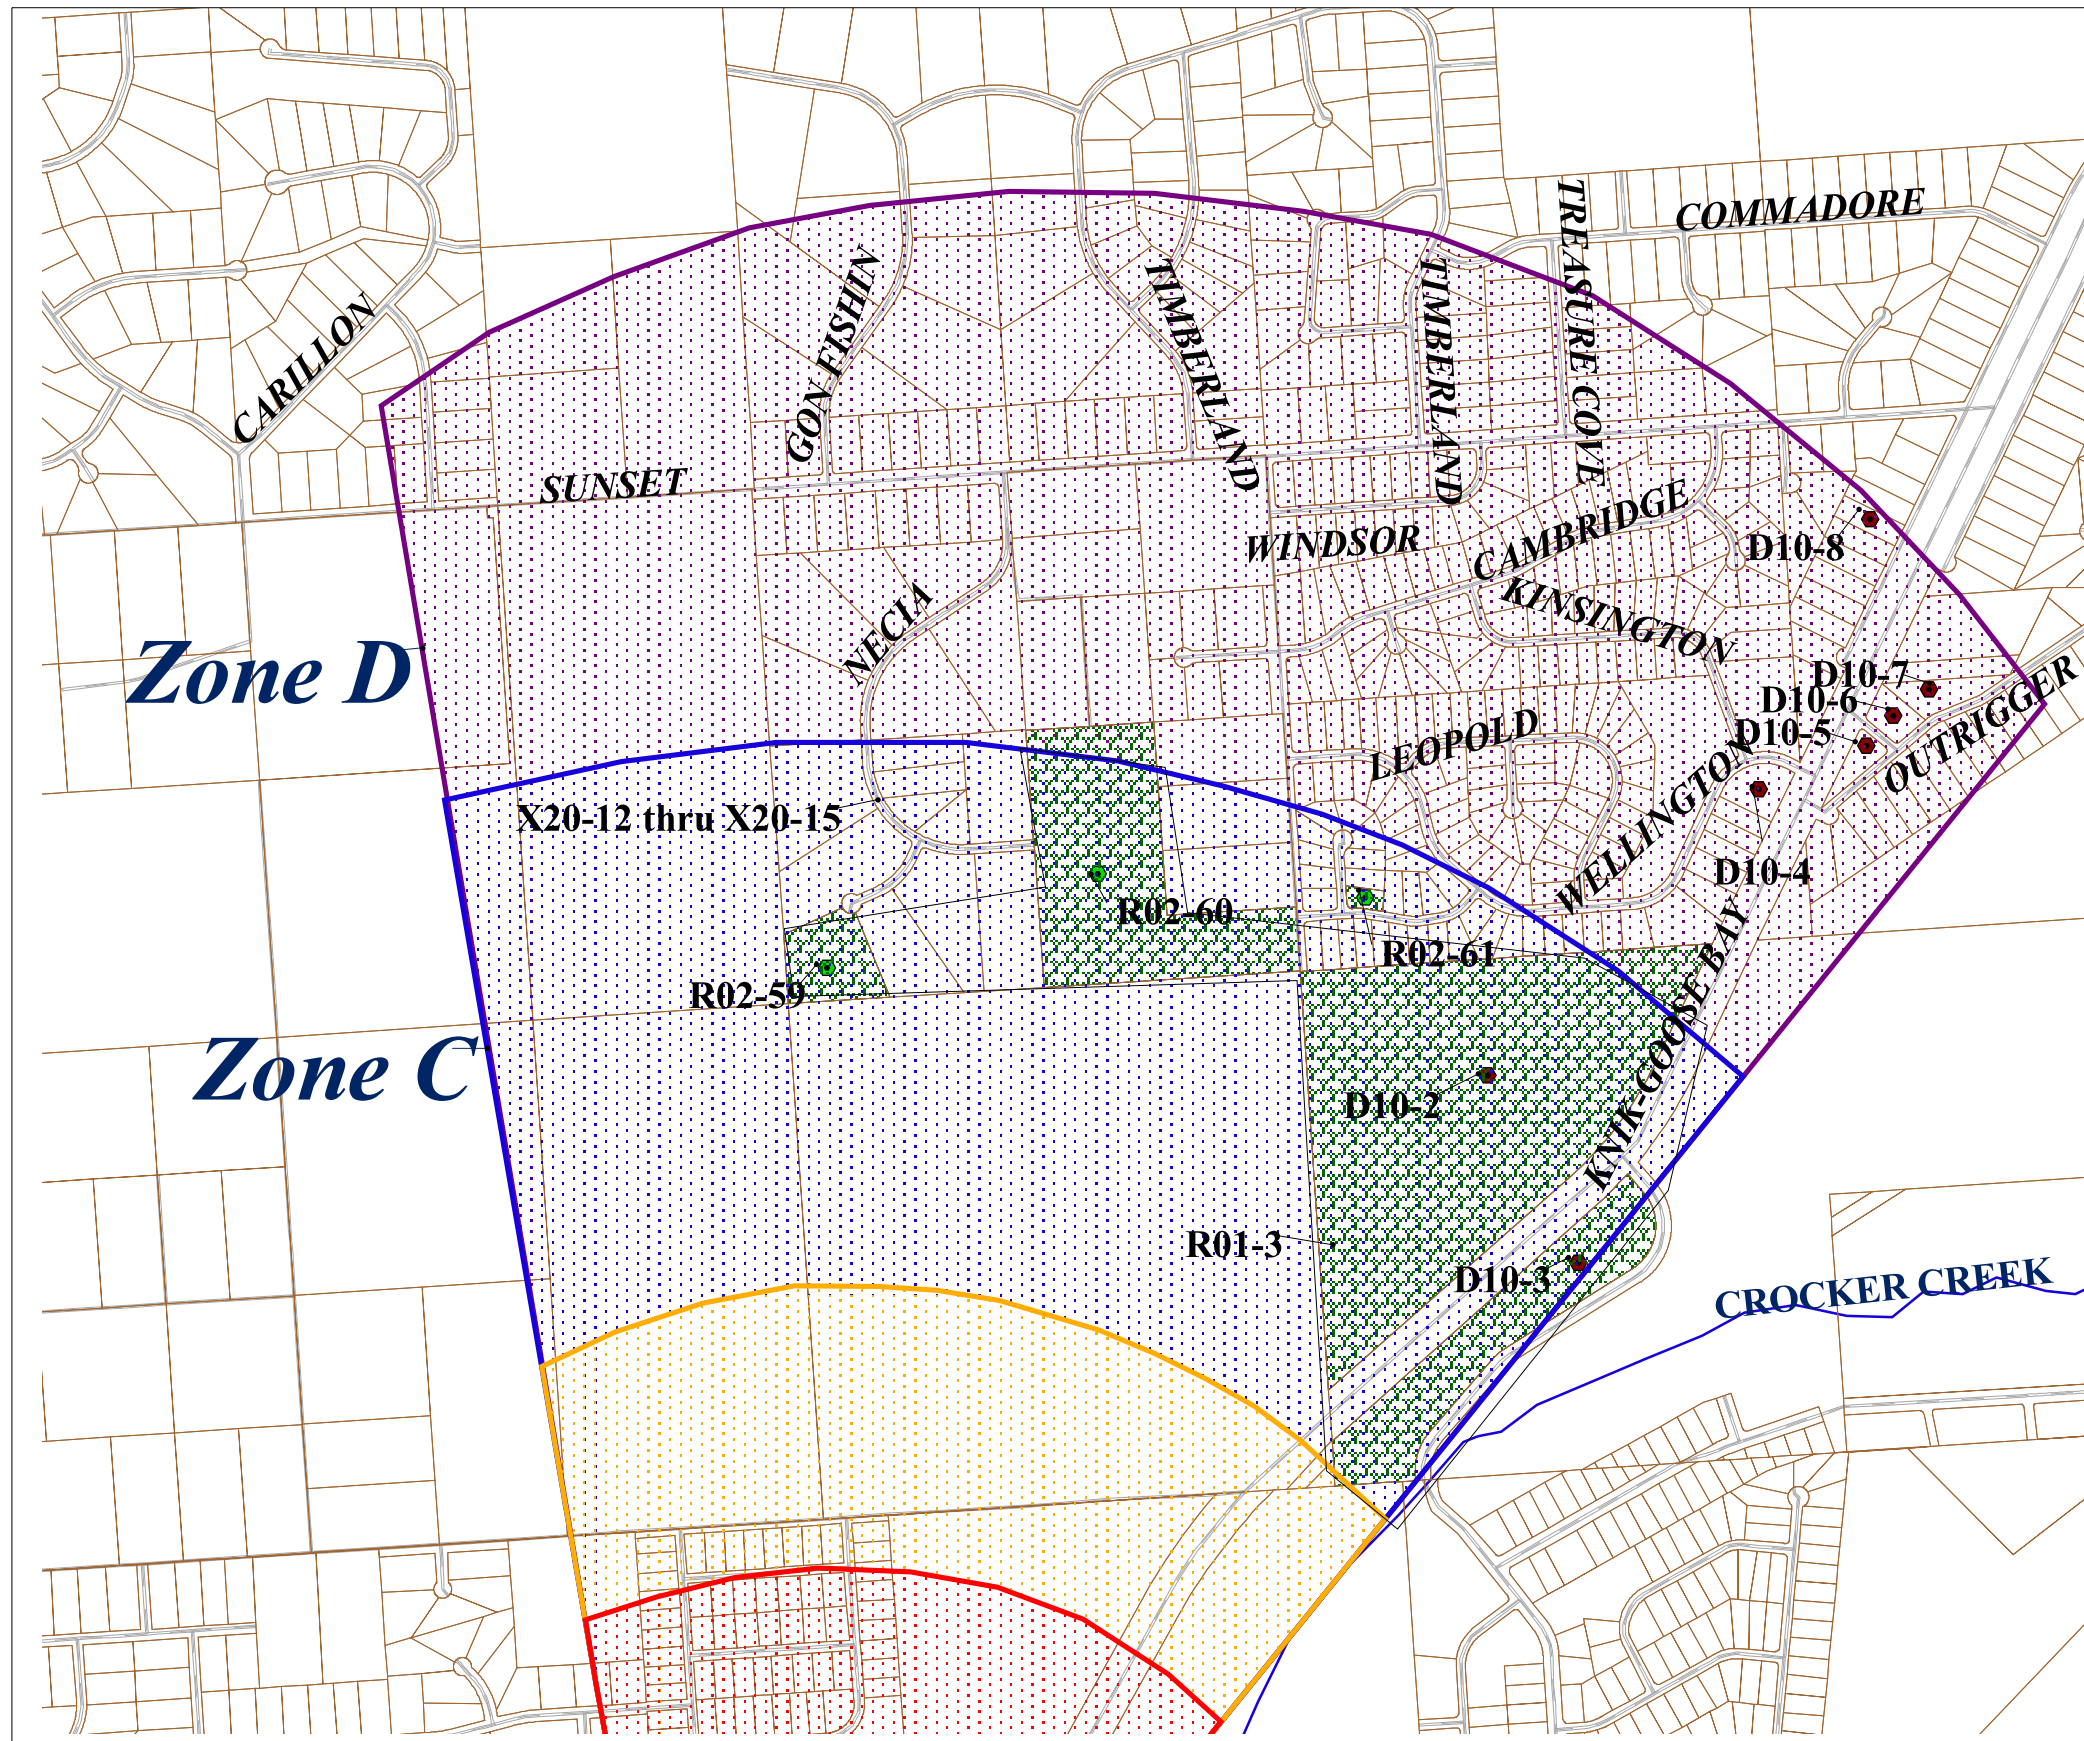 COMMADORE
TREASURE COVE
GON FISHIN
TIMBERLAND
TIMBERLAND
CARILLON
SUNSET
WINDSOR
CAMBRIDGE
D10-8
KINSINGTON
NECIA
Zone D
D10-7
D10-6
D10-5
OUTRIGGER
LEOPOLD
WELLINGTON
X20-12 thru X20-15
D10-4
R02-60
R02-61
R02-59
KNIK-GOOSE BAY
Zone C
D10-2
R01-3
D10-3
CROCKER CREEK